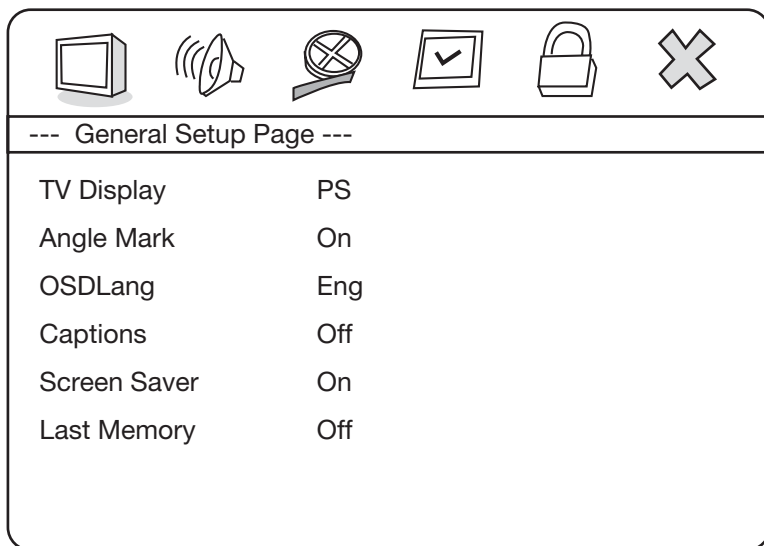 --- General Setup Page ---
TV Display PS
Angle Mark On
OSDLang Eng
Captions Off
Screen Saver On
Last Memory Off